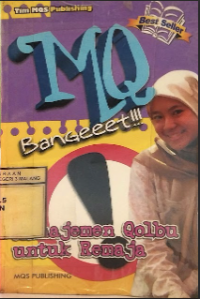 Tim MQS Publishing
Best Seller
MQ
Bangeeet!!!
ajemen Qolbu
untuk Remaja
MQS PUBLISHING